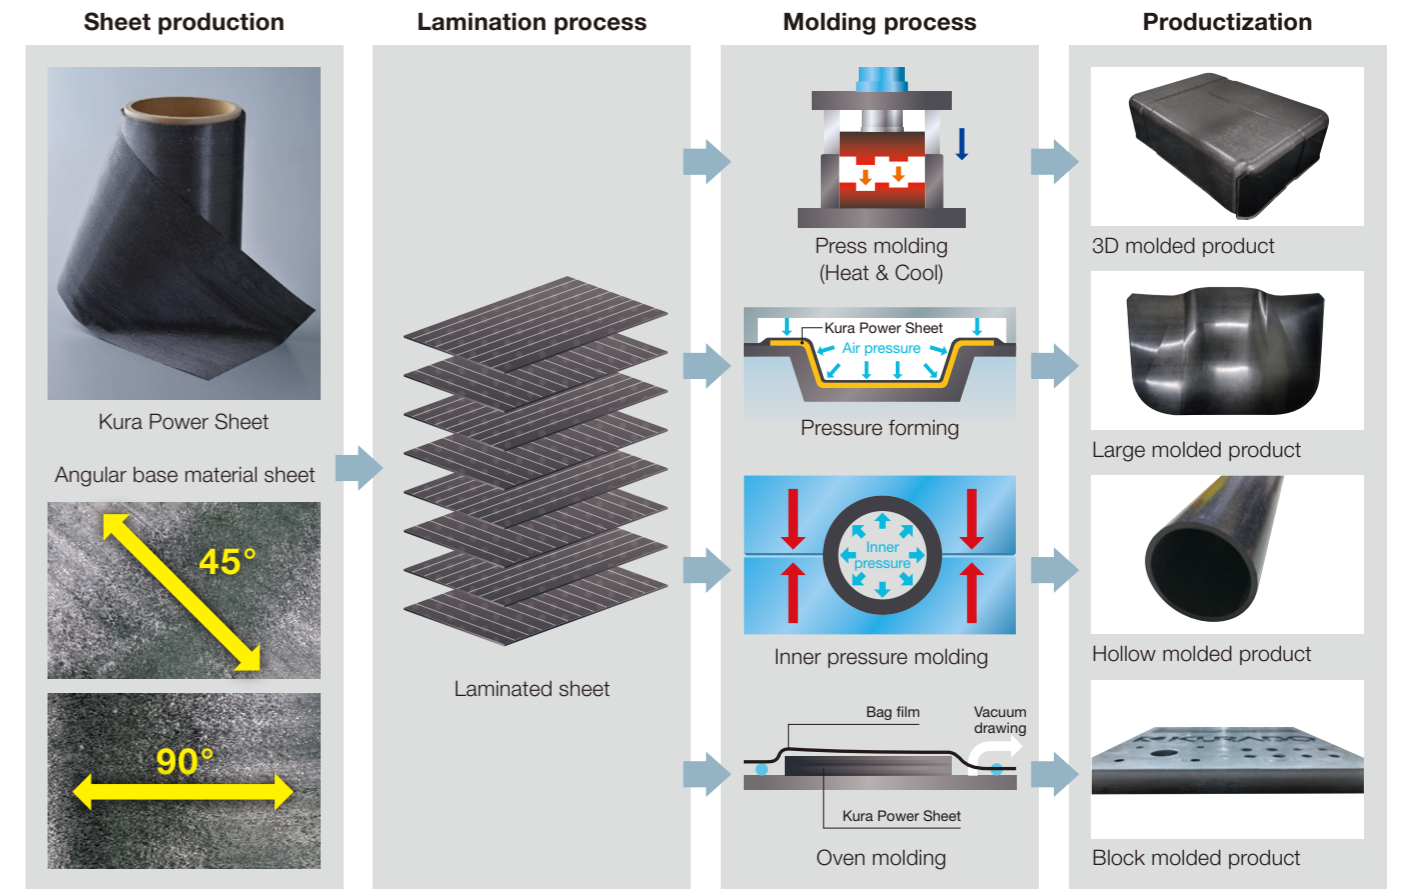 Sheet production
Lamination process
Molding process
Productization
Kura Power Sheet
Angular base material sheet
45°
90°
Laminated sheet
Press molding
(Heat & Cool)
Kura Power Sheet
Air pressure
Pressure forming
Inner
pressure
Inner pressure molding
Bag film
Vacuum
drawing
Kura Power Sheet
Oven molding
3D molded product
Large molded product
Hollow molded product
Block molded product